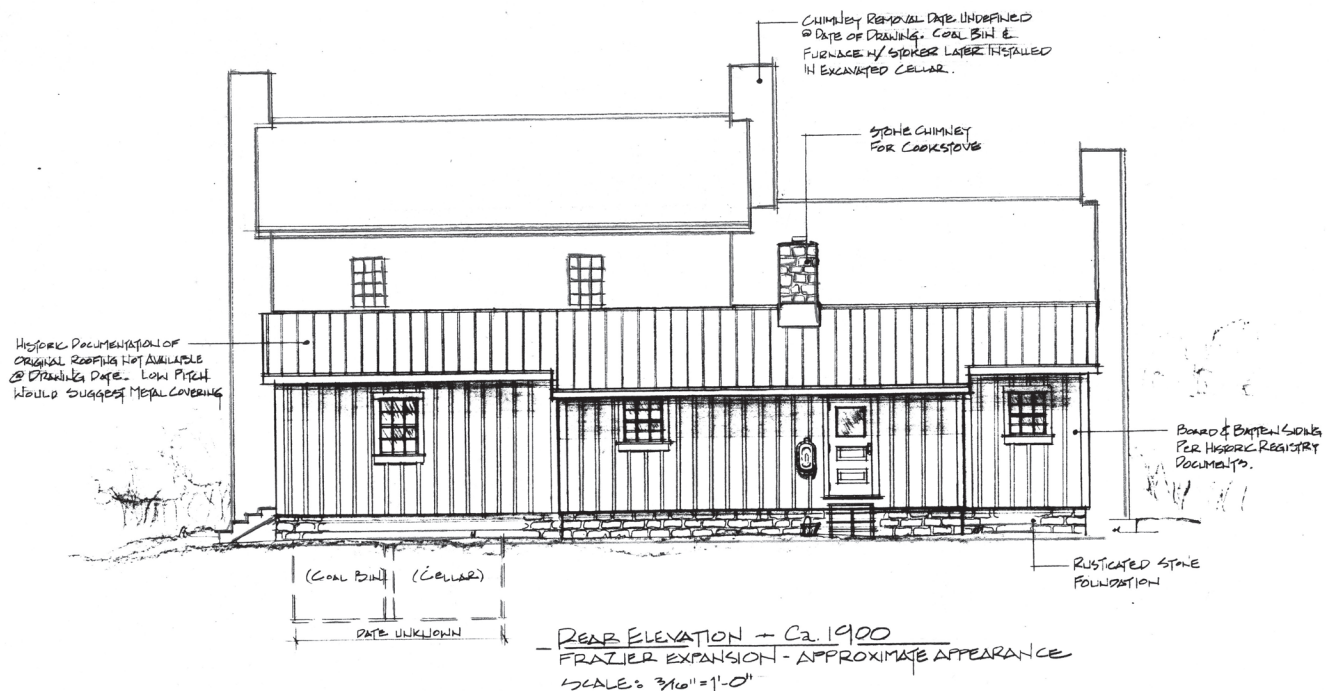 CHIMNEY REMOVAL DATE UNDEFINED
@ DATE OF DRAWING. COAL BIN &
FURNACE W/ STOKER LATER INSTALLED
IN EXCAVATED CELLAR.
STONE CHIMNEY
FOR COOKSTOVE
HISTORIC DOCUMENTATION OF
ORIGINAL ROOFING NOT AVAILABLE
@ DRAWING DATE. LOW PITCH
WOULD SUGGEST METAL COVERING
BOARD & BATTEN SIDING
PER HISTORIC REGISTRY
DOCUMENTS.
RUSTICATED STONE
FOUNDATION
(COAL BIN) (CELLAR)
DATE UNKNOWN
REAR ELEVATION - Ca. 1900
FRAZIER EXPANSION - APPROXIMATE APPEARANCE
SCALE: 3/16" = 1'-0"